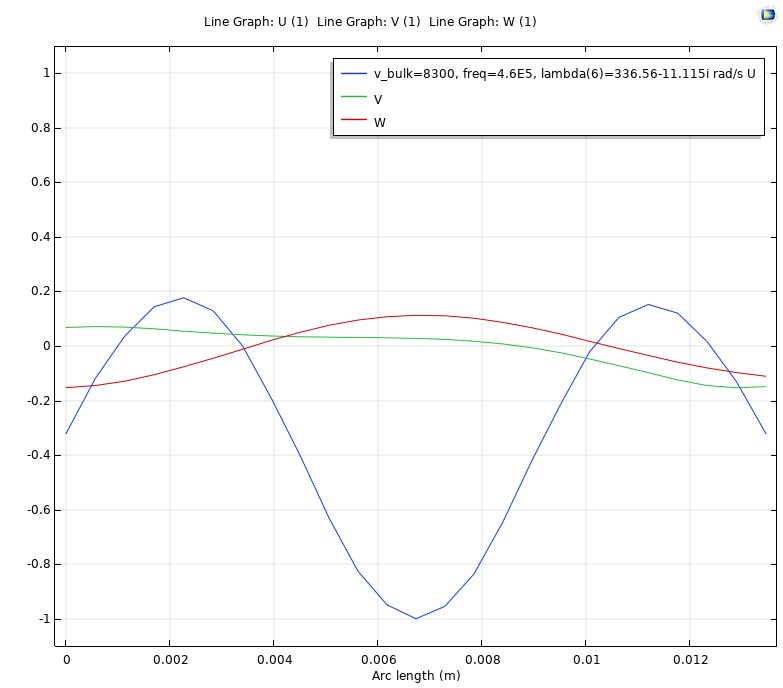 Line Graph: U (1)  Line Graph: V (1)  Line Graph: W (1)
v_bulk=8300, freq=4.6E5, lambda(6)=336.56-11.115i rad/s U
V
W
1
0.8
0.6
0.4
0.2
0
-0.2
-0.4
-0.6
-0.8
-1
0 0.002 0.004 0.006 0.008 0.01 0.012
Arc length (m)